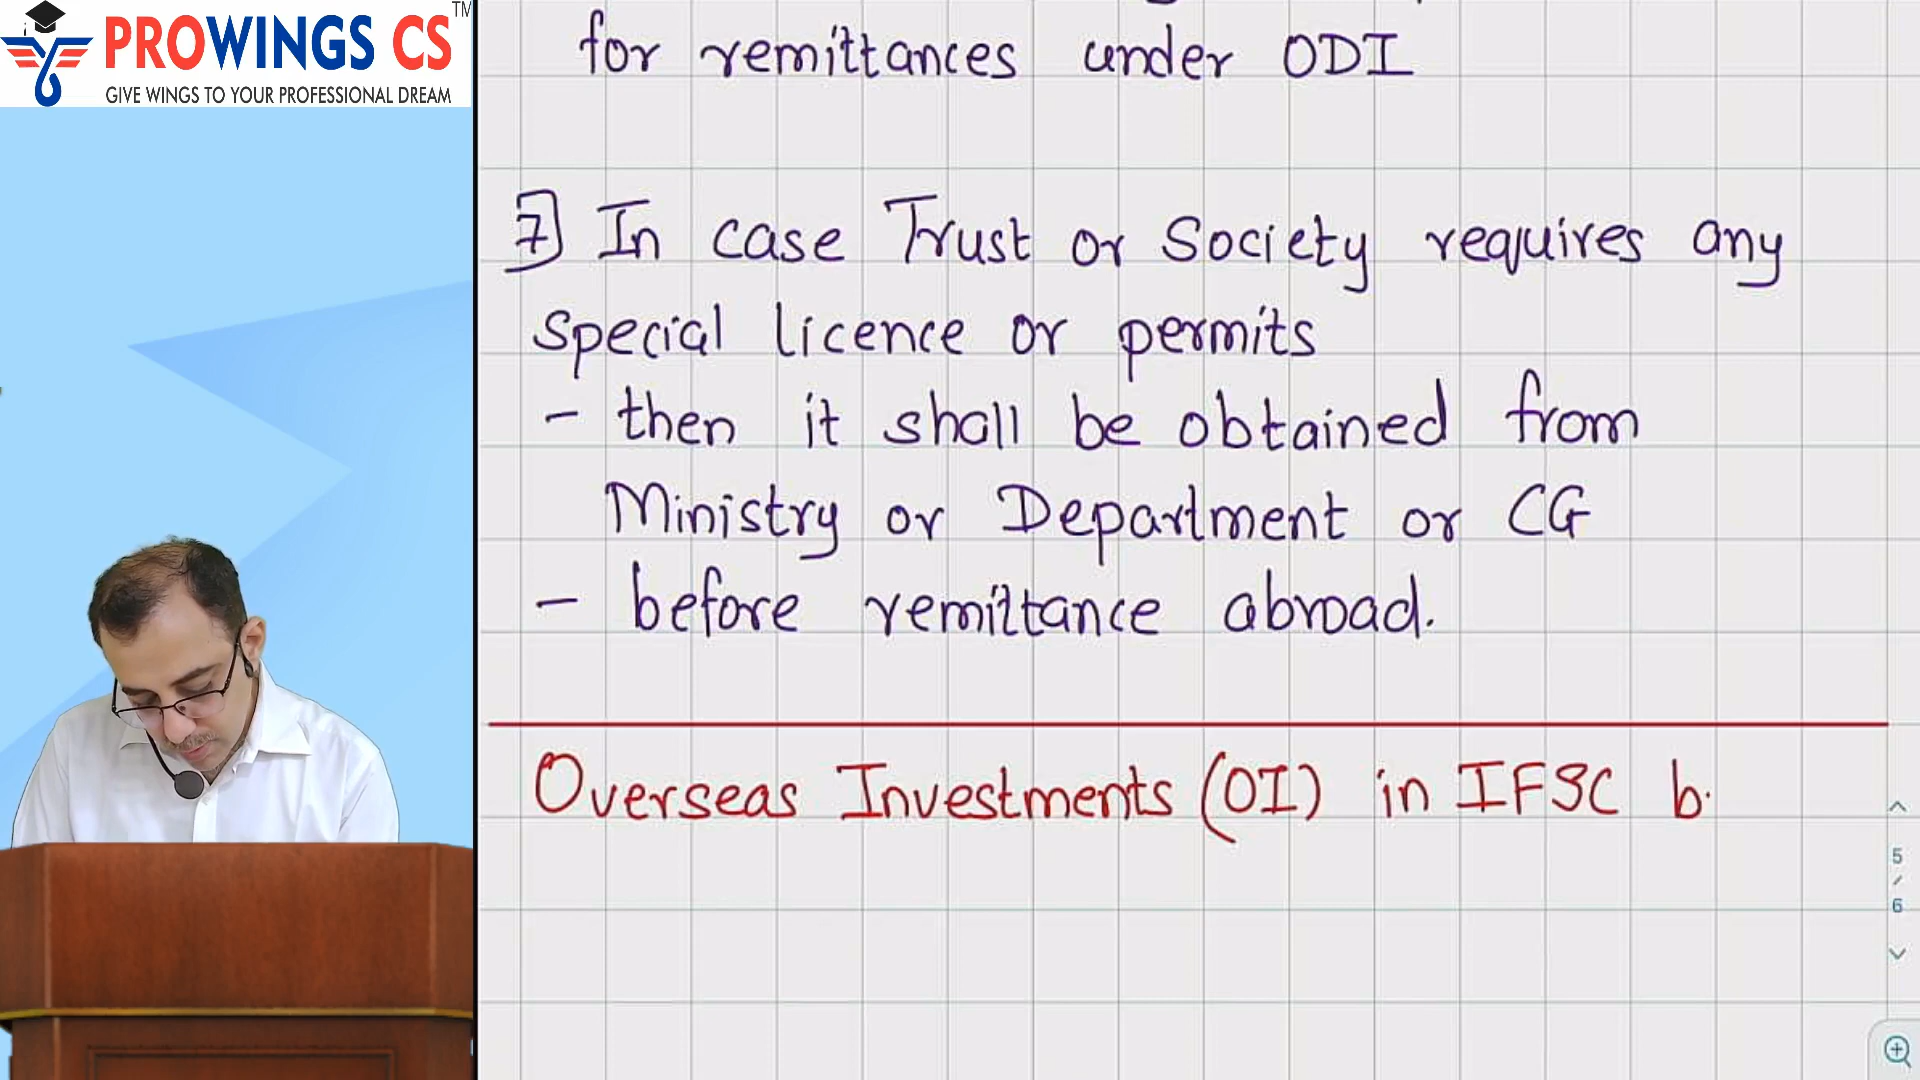 PROWINGS CS TM
GIVE WINGS TO YOUR PROFESSIONAL DREAM
for remittances under ODI
7] In case Trust or Society requires any
special licence or permits
- then it shall be obtained from
Ministry or Department or CG
- before remittance abroad.
Overseas Investments (OI) in IFSC b
5
/
6